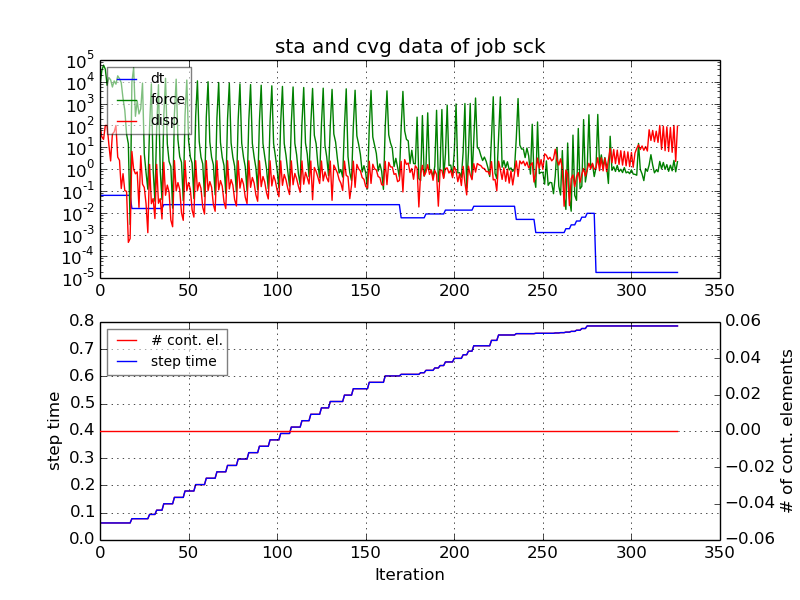 sta and cvg data of job sck
10^5
10^4
10^3
10^2
10^1
10^0
10^-1
10^-2
10^-3
10^-4
10^-5
dt
force
disp
0 50 100 150 200 250 300 350
0.8
0.7
0.6
0.5
0.4
0.3
0.2
0.1
0.0
step time
# cont. el.
step time
0.06
0.04
0.02
0.00
−0.02
−0.04
−0.06
# of cont. elements
0 50 100 150 200 250 300 350
Iteration